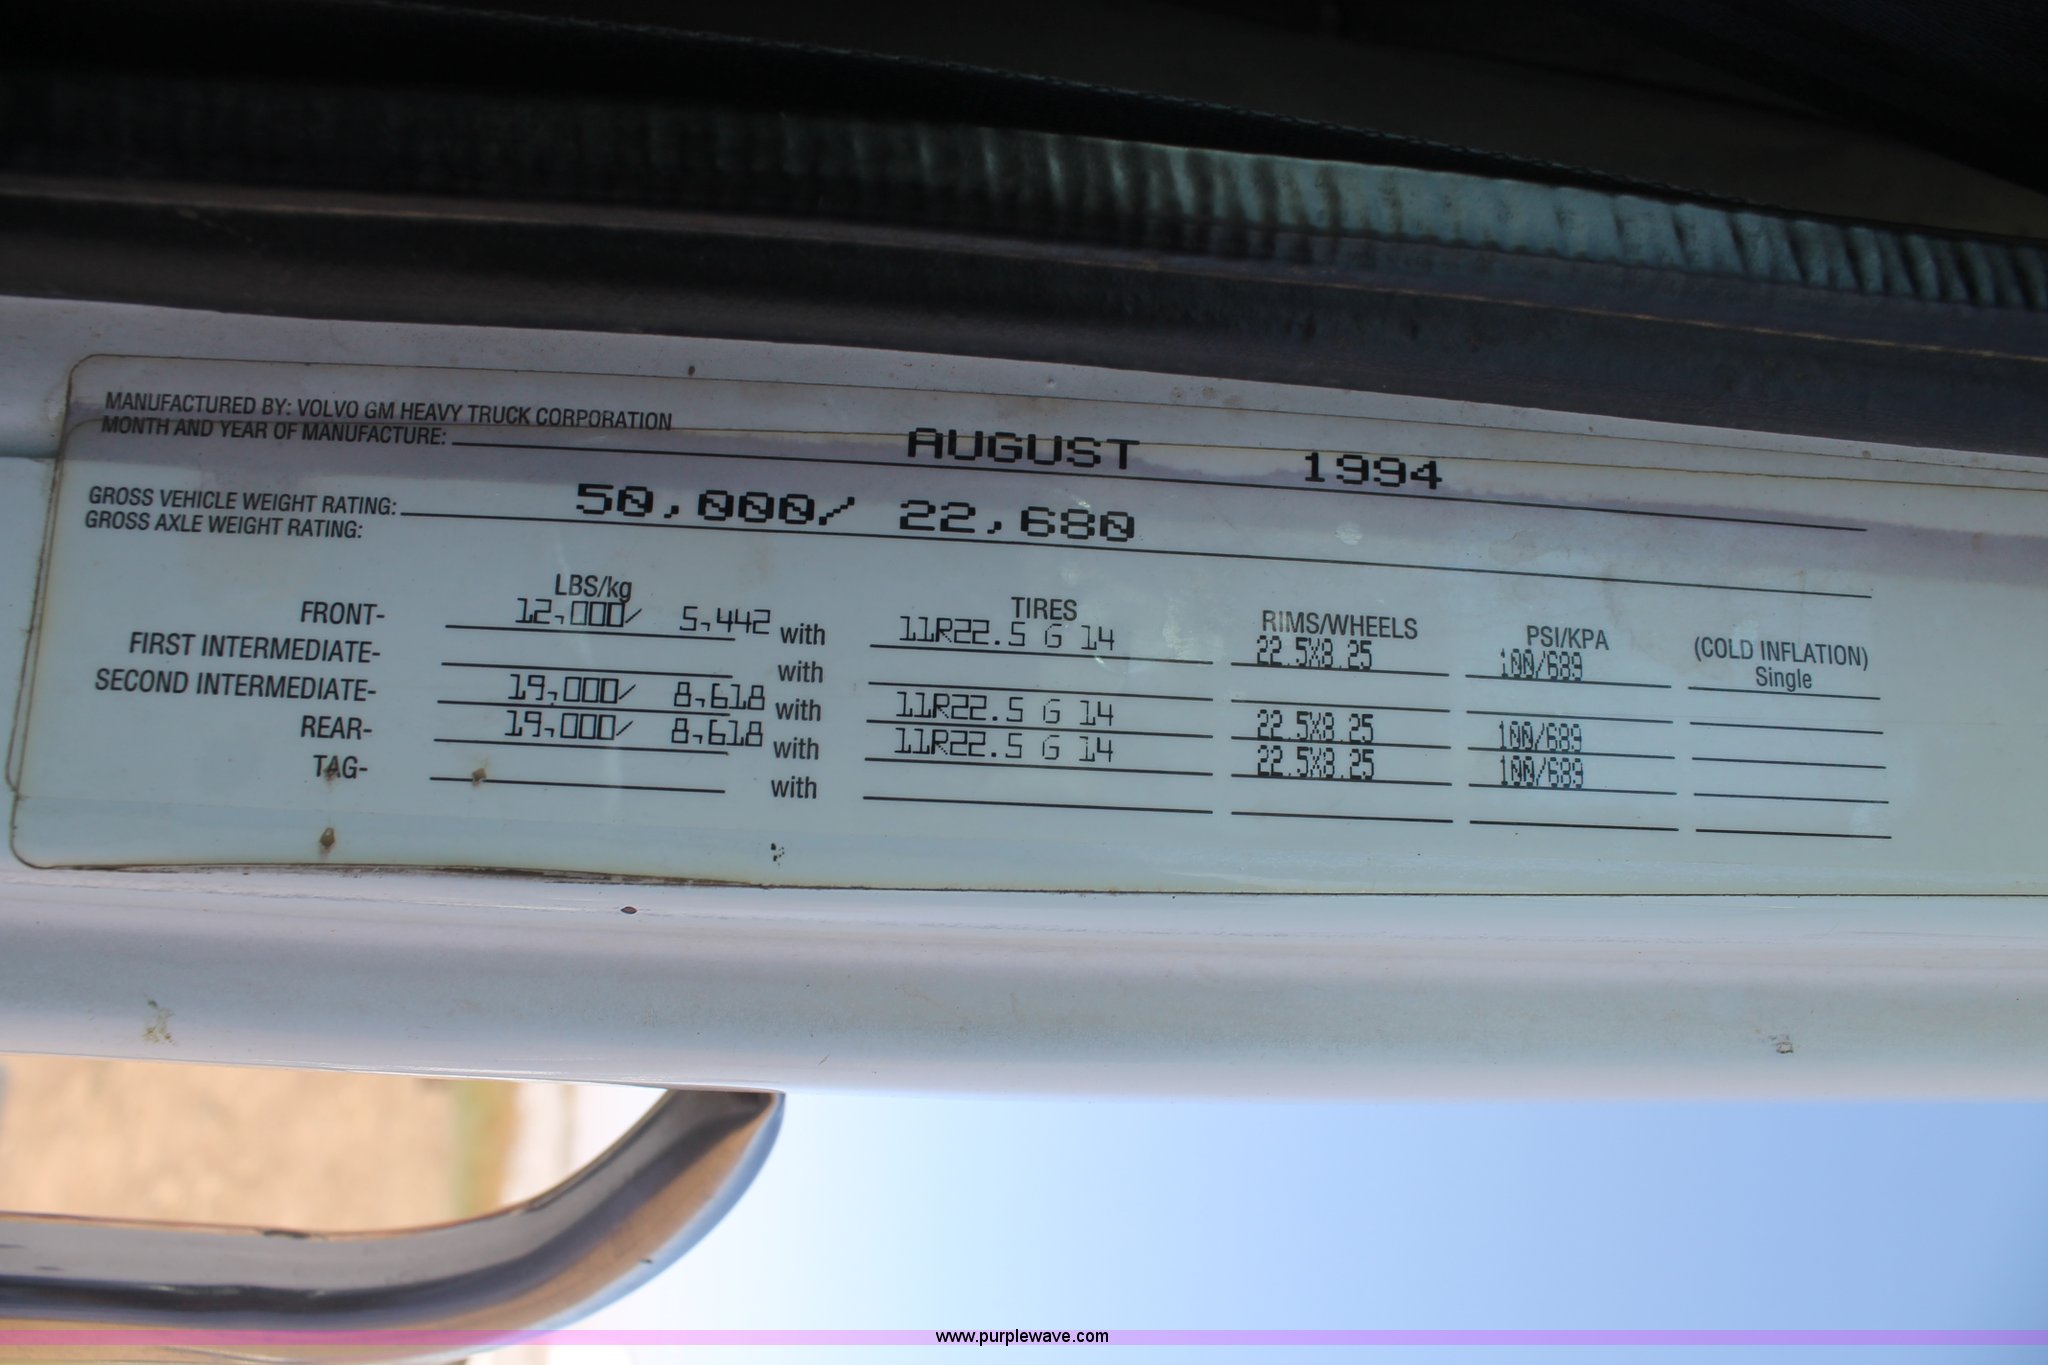 MANUFACTURED BY: VOLVO GM HEAVY TRUCK CORPORATION
MONTH AND YEAR OF MANUFACTURE: AUGUST 1994
GROSS VEHICLE WEIGHT RATING: 50,000/ 22,680
GROSS AXLE WEIGHT RATING:
LBS/kg TIRES RIMS/WHEELS PSI/KPA (COLD INFLATION)
FRONT- 12,000/ 5,442 with 11R22.5 G 14 22.5X8.25 100/689 Single
FIRST INTERMEDIATE- with
SECOND INTERMEDIATE- 19,000/ 8,618 with 11R22.5 G 14 22.5X8.25 100/689
REAR- 19,000/ 8,618 with 11R22.5 G 14 22.5X8.25 100/689
TAG- with
www.purplewave.com